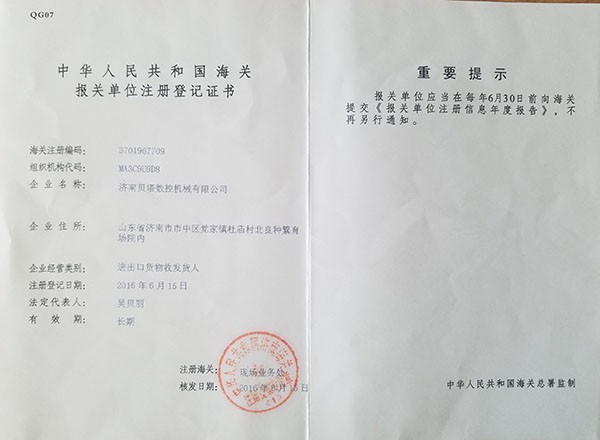 QG07
中华人民共和国海关
报关单位注册登记证书
海关注册编码： 3701967709
组织机构代码： MA3C9U9D8
企业名称： 济南贝塔数控机械有限公司
企业住所： 山东省济南市市中区党家镇杜庙村北良种繁育
场院内
企业经营类别： 进出口货物收发货人
注册登记日期： 2016年6月15日
法定代表人： 吴贝丽
有效期： 长期
注册海关： 现场业务处
核发日期： 2016年6月15日
重要提示
报关单位应当在每年6月30日前向海关
提交《报关单位注册信息年度报告》，不
再另行通知。
中华人民共和国海关总署监制